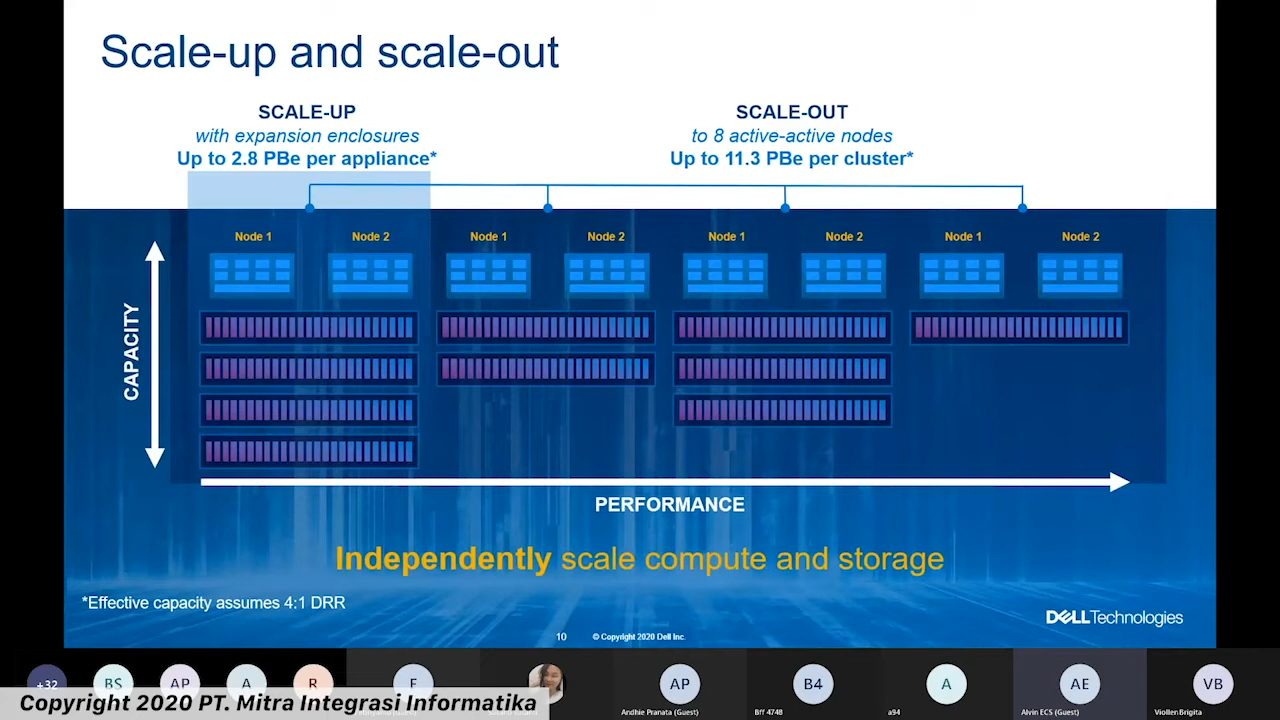 Scale-up and scale-out
SCALE-UP
with expansion enclosures
Up to 2.8 PBe per appliance*
SCALE-OUT
to 8 active-active nodes
Up to 11.3 PBe per cluster*
Node 1
Node 2
Node 1
Node 2
Node 1
Node 2
Node 1
Node 2
CAPACITY
PERFORMANCE
Independently scale compute and storage
*Effective capacity assumes 4:1 DRR
DELLTechnologies
10
© Copyright 2020 Dell Inc.
+32
BS
AP
A
R
F
AP
B4
A
AE
VB
Andhie Pranata (Guest)
Bff 4748
a94
Alvin ECS (Guest)
Viollen.Brigita
Copyright 2020 PT. Mitra Integrasi Informatika